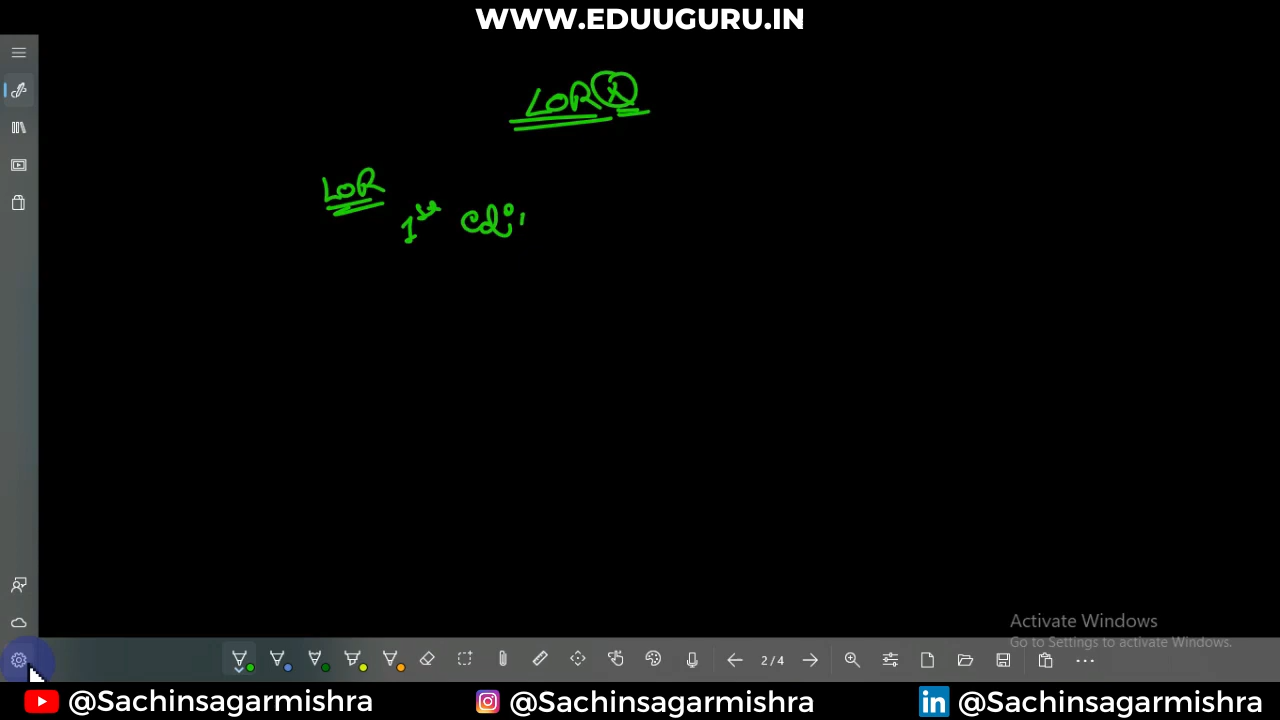 WWW.EDUUGURU.IN
LOR
LOR
1st
Activate Windows
Go to Settings to activate Windows.
2/4
@Sachinsagarmishra @Sachinsagarmishra in @Sachinsagarmishra